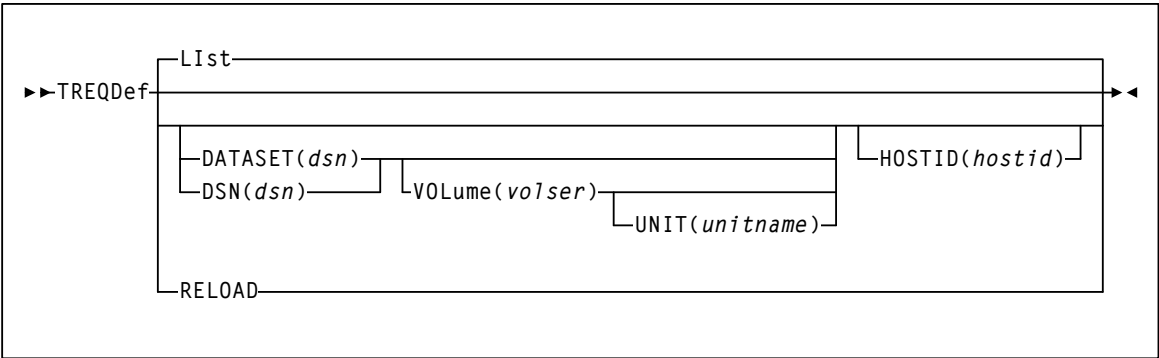 LIst
►►TREQDef ►◄
DATASET(dsn) HOSTID(hostid)
DSN(dsn) VOLume(volser)
UNIT(unitname)
RELOAD